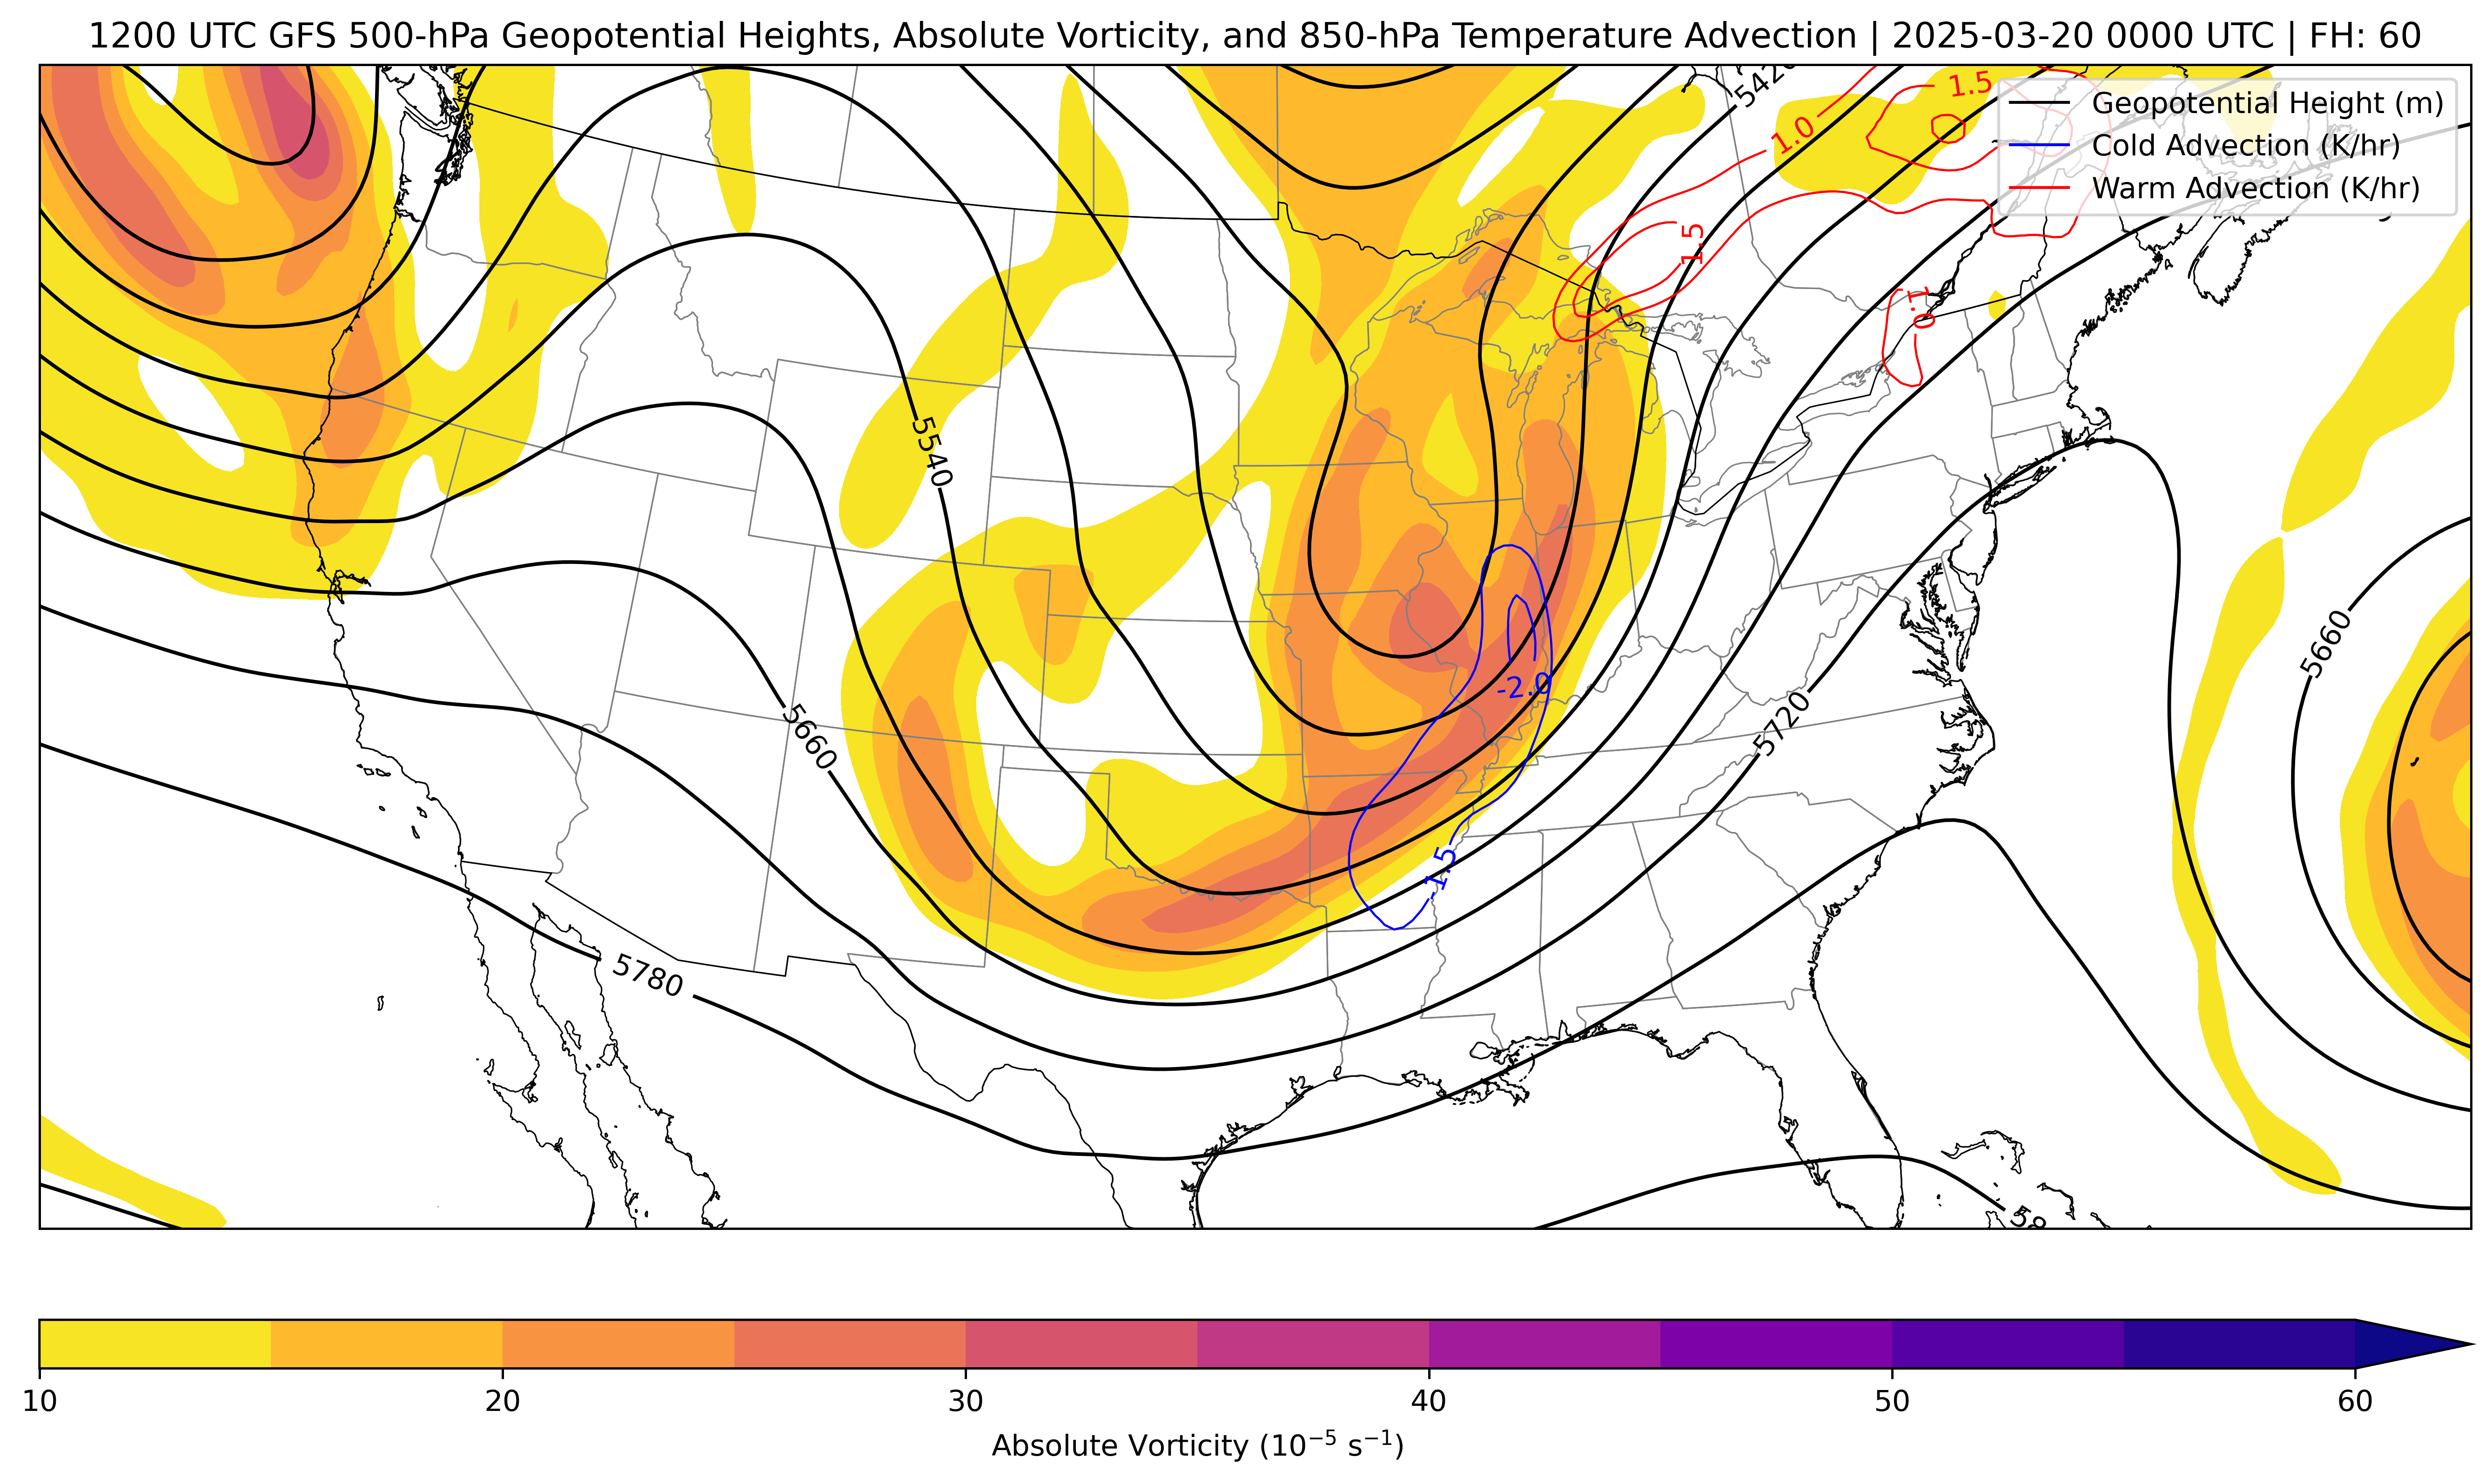 1200 UTC GFS 500-hPa Geopotential Heights, Absolute Vorticity, and 850-hPa Temperature Advection | 2025-03-20 0000 UTC | FH: 60
5420
1.5
1.0
Geopotential Height (m)
Cold Advection (K/hr)
Warm Advection (K/hr)
1.5
1.0
5540
5660
-2.0
5660
5720
-1.5
5780
58
10 20 30 40 50 60
Absolute Vorticity (10⁻⁵ s⁻¹)